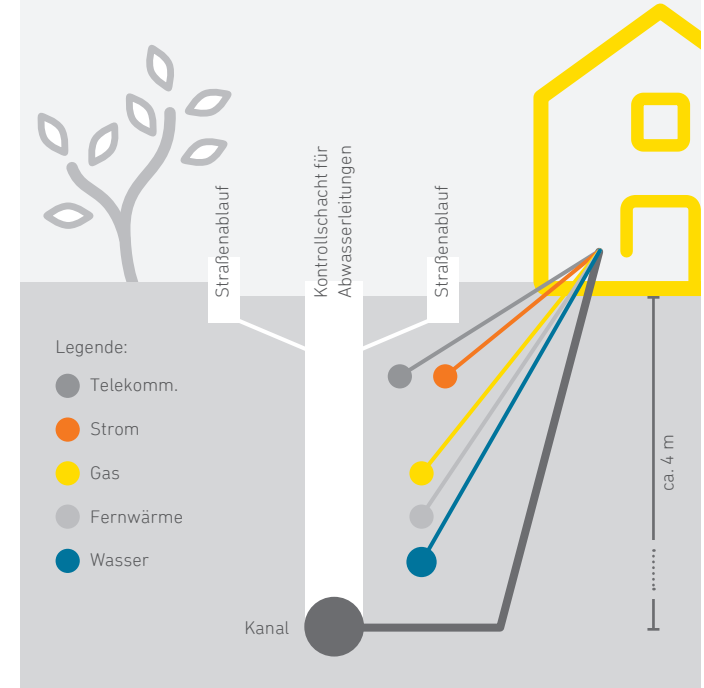 Straßenablauf
Kontrollschacht für
Abwasserleitungen
Straßenablauf
Legende:
Telekomm.
Strom
Gas
Fernwärme
Wasser
ca. 4 m
Kanal